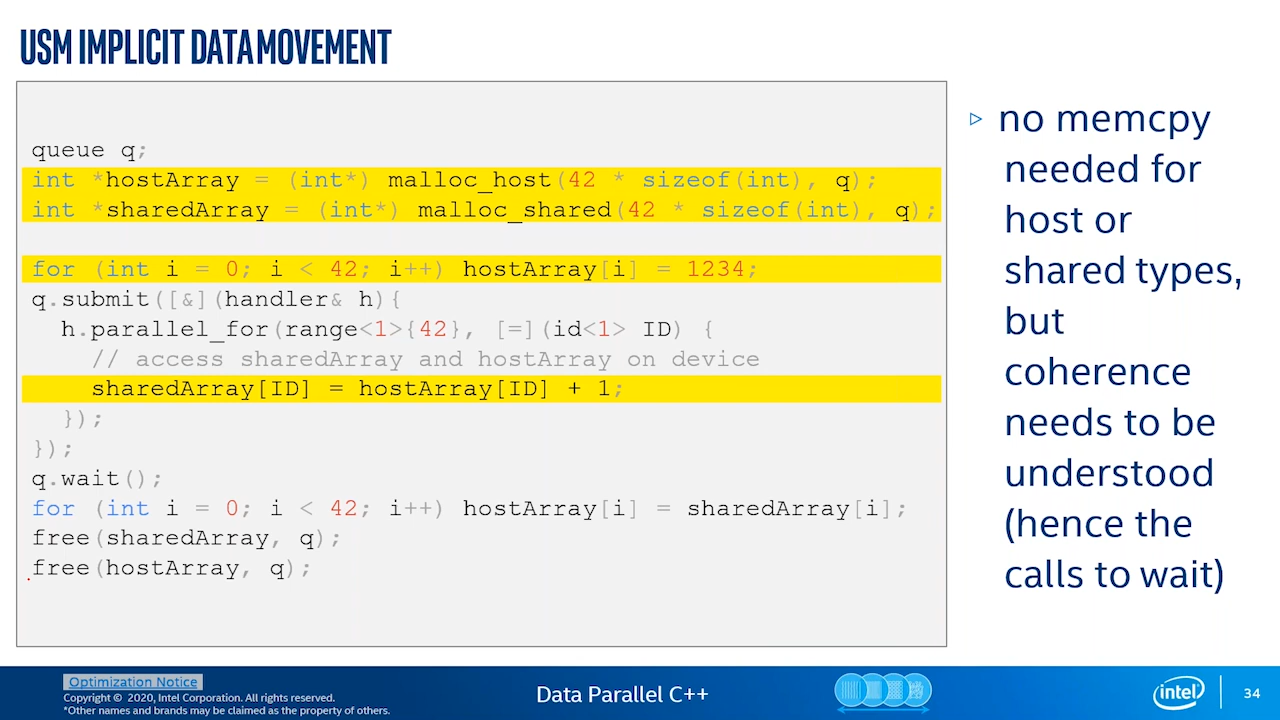 USM IMPLICIT DATA MOVEMENT
queue q;
int *hostArray = (int*) malloc_host(42 * sizeof(int), q);
int *sharedArray = (int*) malloc_shared(42 * sizeof(int), q);
for (int i = 0; i < 42; i++) hostArray[i] = 1234;
q.submit([&](handler& h){
h.parallel_for(range<1>{42}, [=](id<1> ID) {
// access sharedArray and hostArray on device
sharedArray[ID] = hostArray[ID] + 1;
});
});
q.wait();
for (int i = 0; i < 42; i++) hostArray[i] = sharedArray[i];
free(sharedArray, q);
free(hostArray, q);
▹ no memcpy
needed for
host or
shared types,
but
coherence
needs to be
understood
(hence the
calls to wait)
Optimization Notice
Copyright © 2020, Intel Corporation. All rights reserved.
*Other names and brands may be claimed as the property of others.
Data Parallel C++
intel
34